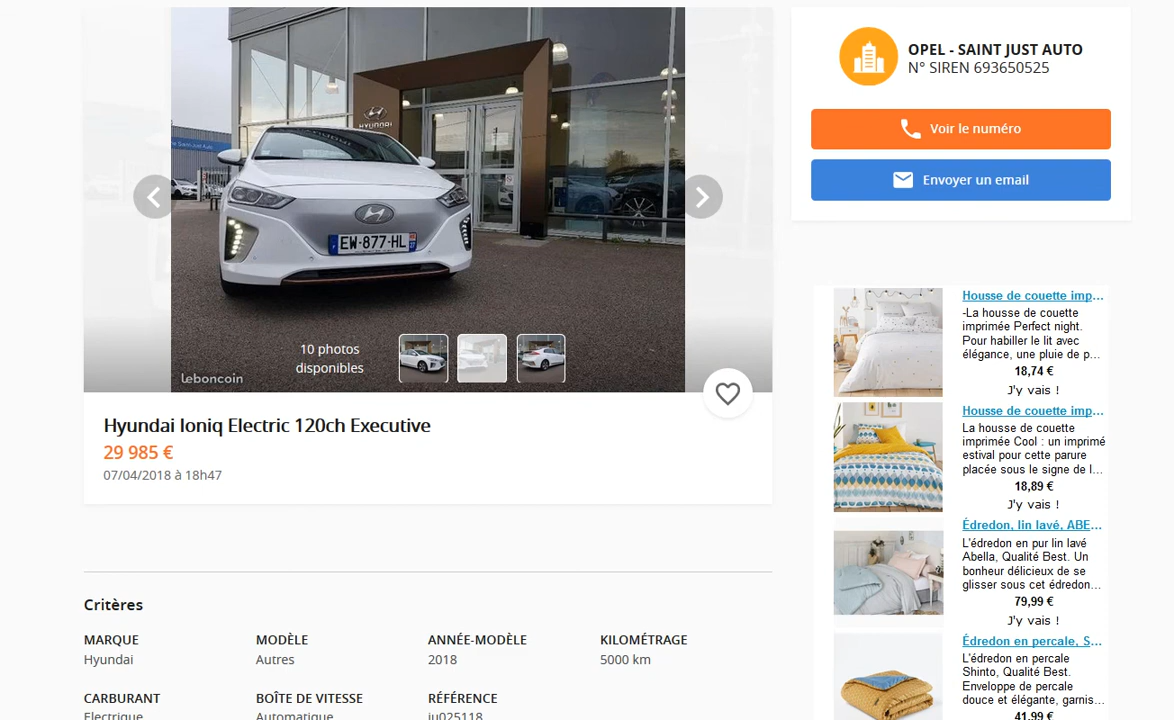 HYUNDAI
EW-877-HL
10 photos
disponibles
leboncoin
Hyundai Ioniq Electric 120ch Executive
29 985 €
07/04/2018 à 18h47
Critères
MARQUE
Hyundai
MODÈLE
Autres
ANNÉE-MODÈLE
2018
KILOMÉTRAGE
5000 km
CARBURANT
Electrique
BOÎTE DE VITESSE
Automatique
RÉFÉRENCE
iu025118
OPEL - SAINT JUST AUTO
N° SIREN 693650525
Voir le numéro
Envoyer un email
Housse de couette imp...
-La housse de couette
imprimée Perfect night.
Pour habiller le lit avec
élégance, une pluie de p...
18,74 €
J'y vais !
Housse de couette imp...
La housse de couette
imprimée Cool : un imprimé
estival pour cette parure
placée sous le signe de l...
18,89 €
J'y vais !
Édredon, lin lavé, ABE...
L'édredon en pur lin lavé
Abella, Qualité Best. Un
bonheur délicieux de se
glisser sous cet édredon...
79,99 €
J'y vais !
Édredon en percale, S...
L'édredon en percale
Shinto, Qualité Best.
Enveloppe de percale
douce et élégante, garnis...
41,99 €